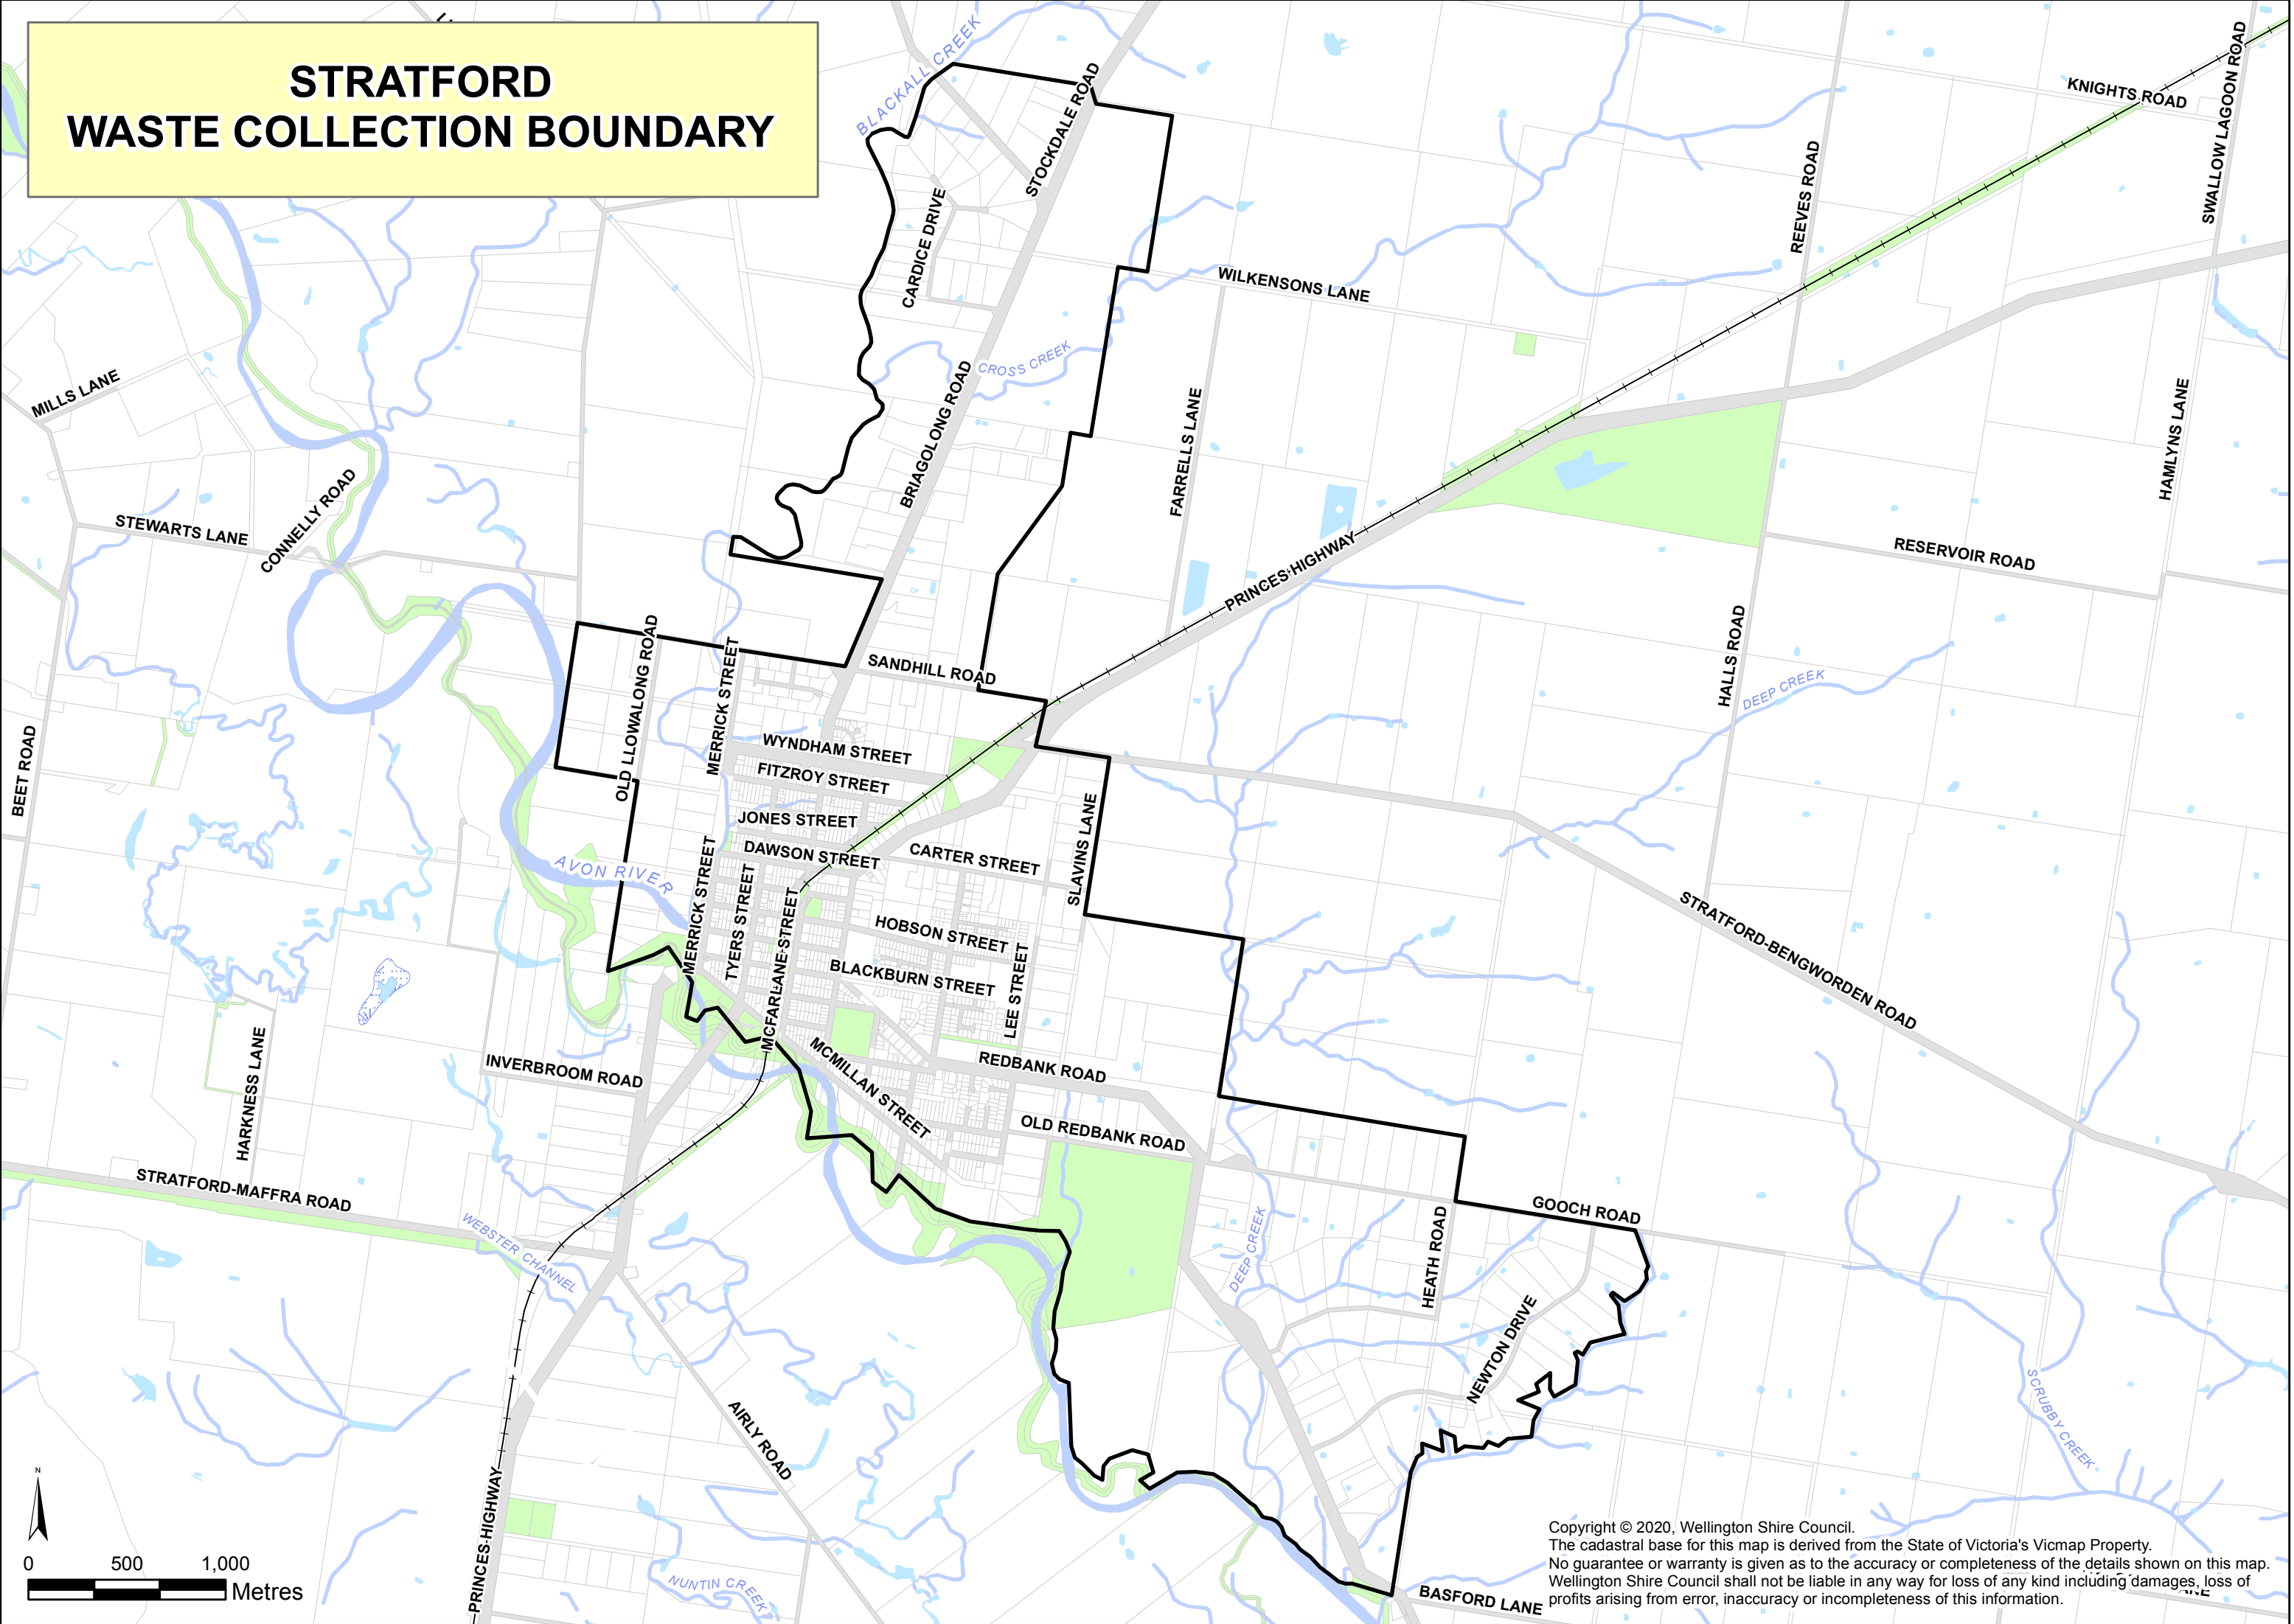 STRATFORD
WASTE COLLECTION BOUNDARY
BLACKALL CREEK
STOCKDALE ROAD
KNIGHTS ROAD
SWALLOW LAGOON ROAD
REEVES ROAD
CARDICE DRIVE
WILKENSONS LANE
CROSS CREEK
MILLS LANE
BRIAGOLONG ROAD
FARRELLS LANE
HAMLYNS LANE
CONNELLY ROAD
STEWARTS LANE
PRINCES HIGHWAY
RESERVOIR ROAD
OLD LLOWALONG ROAD
MERRICK STREET
SANDHILL ROAD
HALLS ROAD
DEEP CREEK
BEET ROAD
WYNDHAM STREET
FITZROY STREET
JONES STREET
SLAVINS LANE
DAWSON STREET
CARTER STREET
AVON RIVER
MERRICK STREET
TYERS STREET
MCFARLANE STREET
HOBSON STREET
STRATFORD-BENGWORDEN ROAD
BLACKBURN STREET
LEE STREET
HARKNESS LANE
INVERBROOM ROAD
MCMILLAN STREET
REDBANK ROAD
OLD REDBANK ROAD
STRATFORD-MAFFRA ROAD
GOOCH ROAD
WEBSTER CHANNEL
DEEP CREEK
HEATH ROAD
NEWTON DRIVE
SCRUBBY CREEK
AIRLY ROAD
PRINCES HIGHWAY
NUNTIN CREEK
BASFORD LANE
N
0 500 1,000
Metres
Copyright © 2020, Wellington Shire Council.
The cadastral base for this map is derived from the State of Victoria's Vicmap Property.
No guarantee or warranty is given as to the accuracy or completeness of the details shown on this map.
Wellington Shire Council shall not be liable in any way for loss of any kind including damages, loss of
profits arising from error, inaccuracy or incompleteness of this information.